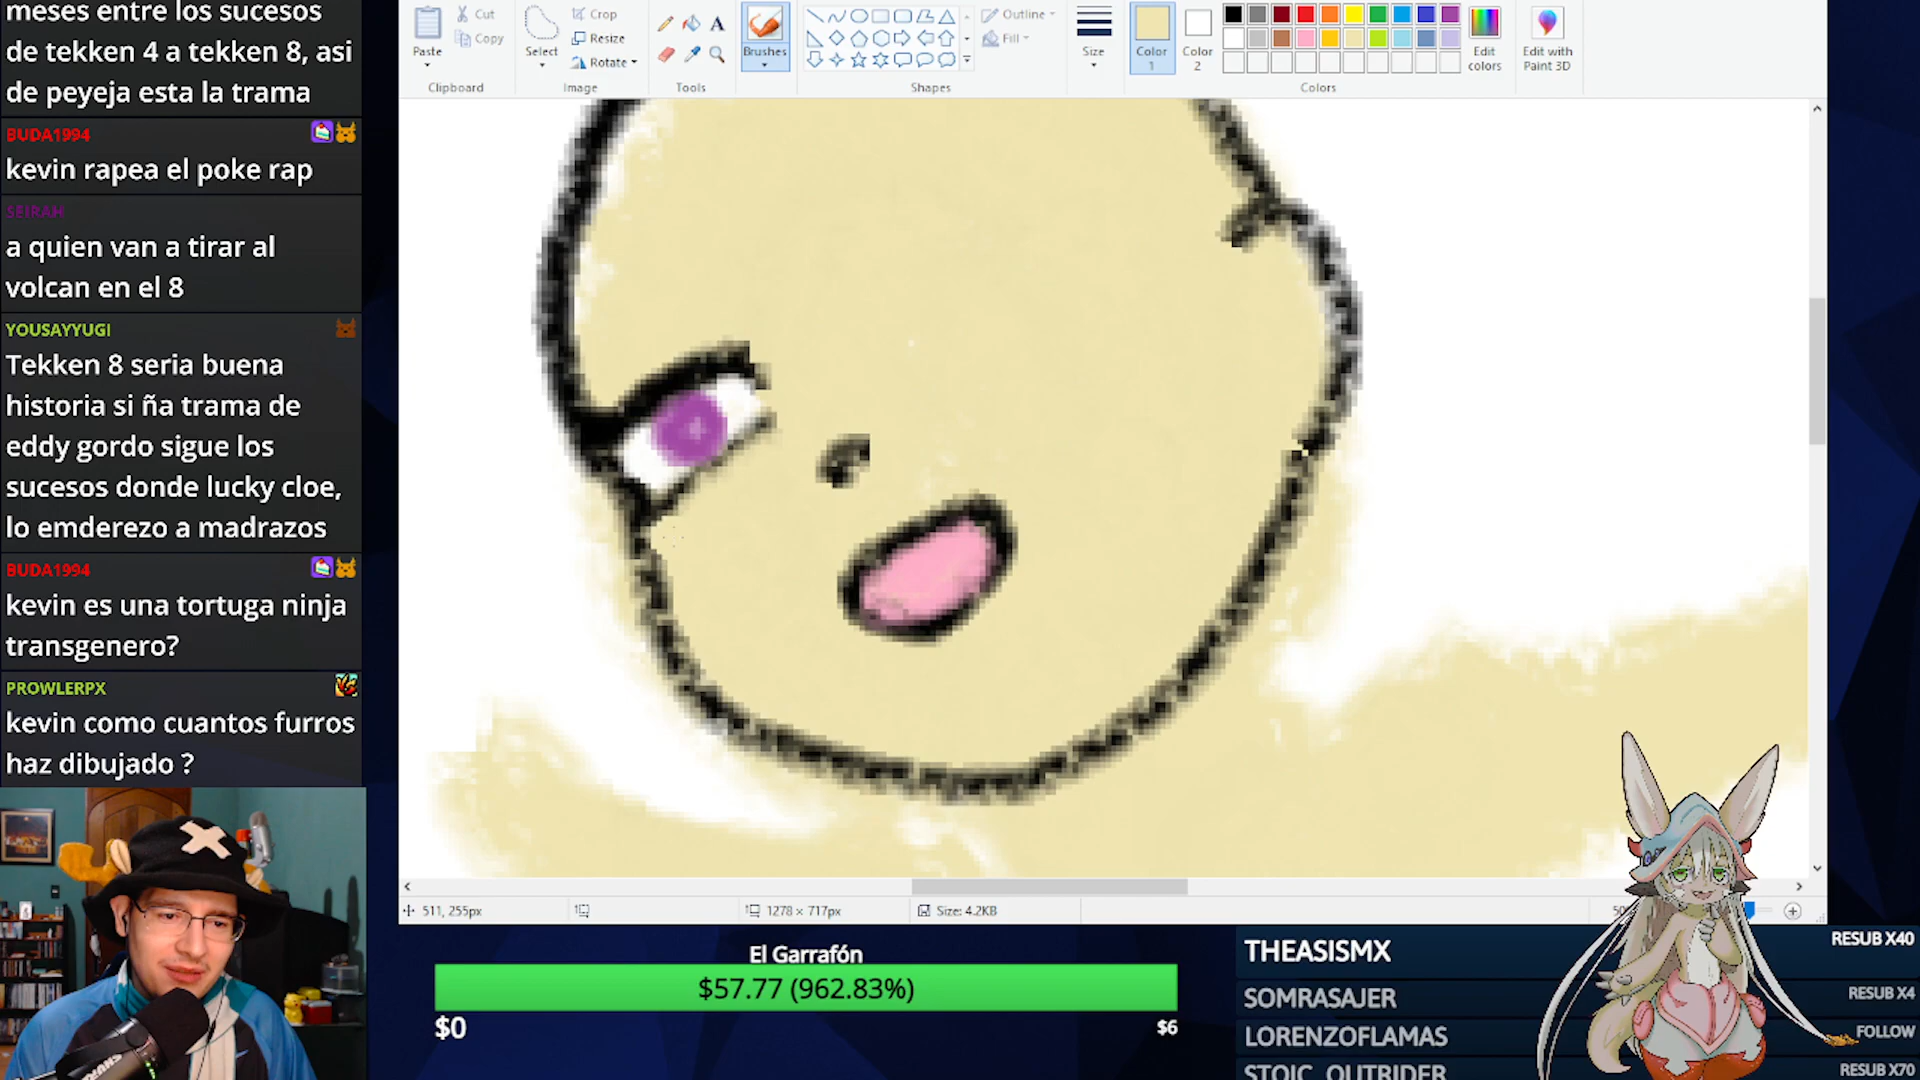 meses entre los sucesos
de tekken 4 a tekken 8, asi
de peyeja esta la trama
BUDA1994
kevin rapea el poke rap
SEIRAH
a quien van a tirar al
volcan en el 8
YOUSAYYUGI
Tekken 8 seria buena
historia si ña trama de
eddy gordo sigue los
sucesos donde lucky cloe,
lo emderezo a madrazos
BUDA1994
kevin es una tortuga ninja
transgenero?
PROWLERPX
kevin como cuantos furros
haz dibujado ?
Paste
Cut
Copy
Clipboard
Select
Crop
Resize
Rotate
Image
Tools
Brushes
Shapes
Outline
Fill
Size
Color
1
Color
2
Colors
Edit
colors
Edit with
Paint 3D
511, 255px
1278 × 717px
Size: 4.2KB
El Garrafón
$57.77 (962.83%)
$0
$6
THEASISMX
RESUB X40
SOMRASAJER
RESUB X4
LORENZOFLAMAS
FOLLOW
STOIC_OUTRIDER
RESUB X70